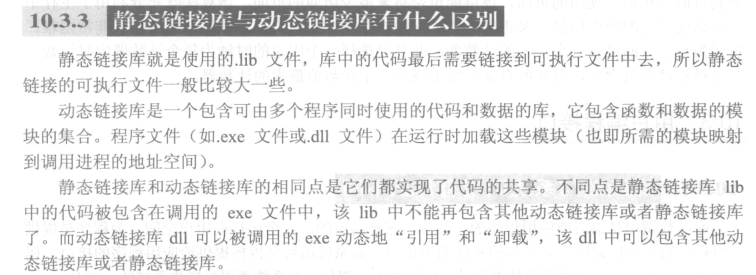 10.3.3 静态链接库与动态链接库有什么区别
静态链接库就是使用的.lib 文件，库中的代码最后需要链接到可执行文件中去，所以静态
链接的可执行文件一般比较大一些。
动态链接库是一个包含可由多个程序同时使用的代码和数据的库，它包含函数和数据的模
块的集合。程序文件（如.exe 文件或.dll 文件）在运行时加载这些模块（也即所需的模块映射
到调用进程的地址空间）。
静态链接库和动态链接库的相同点是它们都实现了代码的共享。不同点是静态链接库 lib
中的代码被包含在调用的 exe 文件中，该 lib 中不能再包含其他动态链接库或者静态链接库
了。而动态链接库 dll 可以被调用的 exe 动态地“引用”和“卸载”，该 dll 中可以包含其他动
态链接库或者静态链接库。